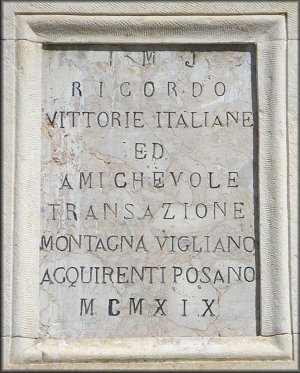 I M J
RICORDO
VITTORIE ITALIANE
ED
AMICHEVOLE
TRANSAZIONE
MONTAGNA VIGLIANO
ACQUIRENTI POSANO
MCMXIX